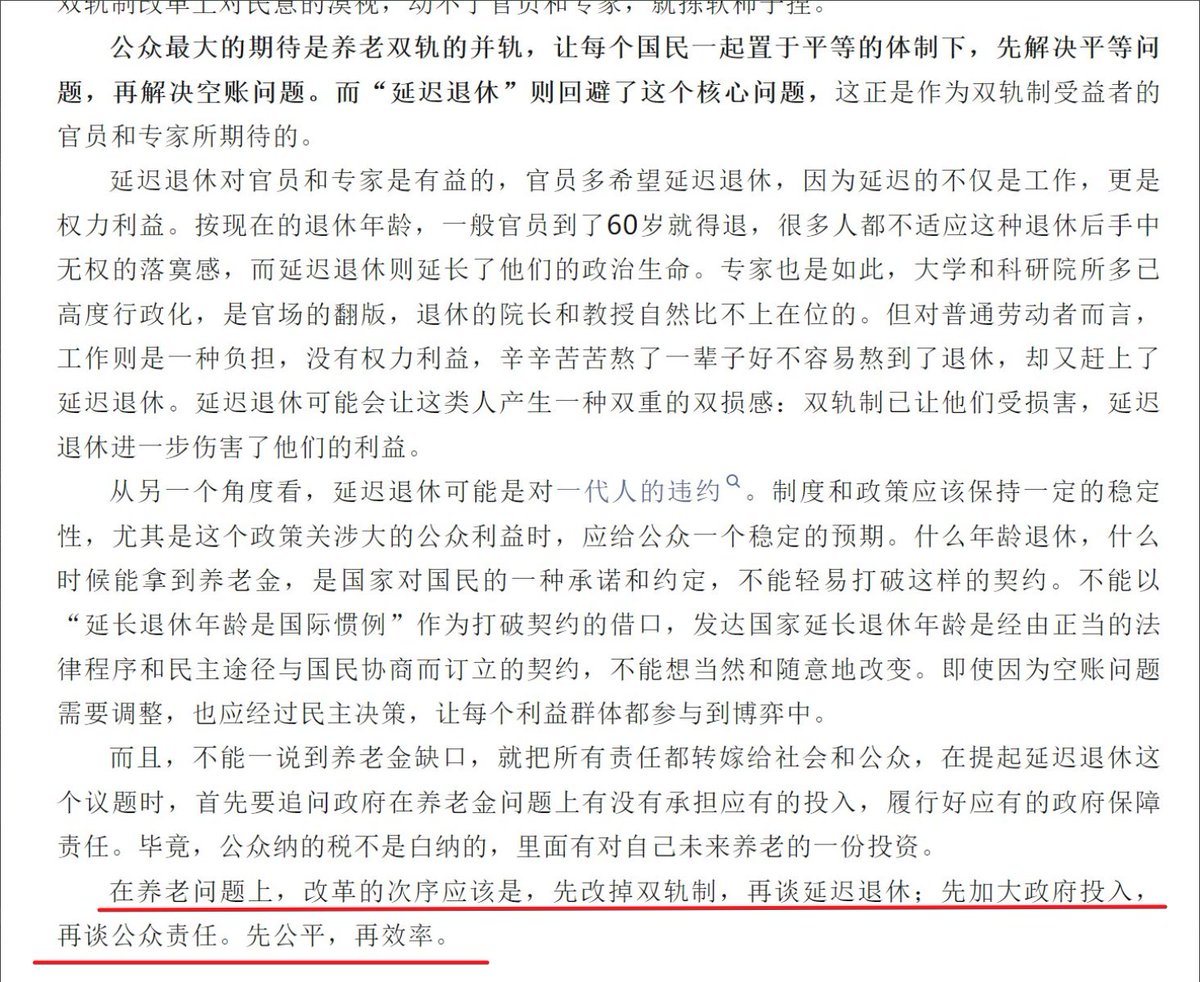 双轨制改革上对民意的漠视，动不了官员和专家，就拣软柿子捏。
公众最大的期待是养老双轨的并轨，让每个国民一起置于平等的体制下，先解决平等问
题，再解决空账问题。而“延迟退休”则回避了这个核心问题，这正是作为双轨制受益者的
官员和专家所期待的。
延迟退休对官员和专家是有益的，官员多希望延迟退休，因为延迟的不仅是工作，更是
权力利益。按现在的退休年龄，一般官员到了60岁就得退，很多人都不适应这种退休后手中
无权的落寞感，而延迟退休则延长了他们的政治生命。专家也是如此，大学和科研院所多已
高度行政化，是官场的翻版，退休的院长和教授自然比不上在位的。但对普通劳动者而言，
工作则是一种负担，没有权力利益，辛辛苦苦熬了一辈子好不容易熬到了退休，却又赶上了
延迟退休。延迟退休可能会让这类人产生一种双重的双损感：双轨制已让他们受损害，延迟
退休进一步伤害了他们的利益。
从另一个角度看，延迟退休可能是对一代人的违约。制度和政策应该保持一定的稳定
性，尤其是这个政策关涉大的公众利益时，应给公众一个稳定的预期。什么年龄退休，什么
时候能拿到养老金，是国家对国民的一种承诺和约定，不能轻易打破这样的契约。不能以
“延长退休年龄是国际惯例”作为打破契约的借口，发达国家延长退休年龄是经由正当的法
律程序和民主途径与国民协商而订立的契约，不能想当然和随意地改变。即使因为空账问题
需要调整，也应经过民主决策，让每个利益群体都参与到博弈中。
而且，不能一说到养老金缺口，就把所有责任都转嫁给社会和公众，在提起延迟退休这
个议题时，首先要追问政府在养老金问题上有没有承担应有的投入，履行好应有的政府保障
责任。毕竟，公众纳的税不是白纳的，里面有对自己未来养老的一份投资。
在养老问题上，改革的次序应该是，先改掉双轨制，再谈延迟退休；先加大政府投入，
再谈公众责任。先公平，再效率。